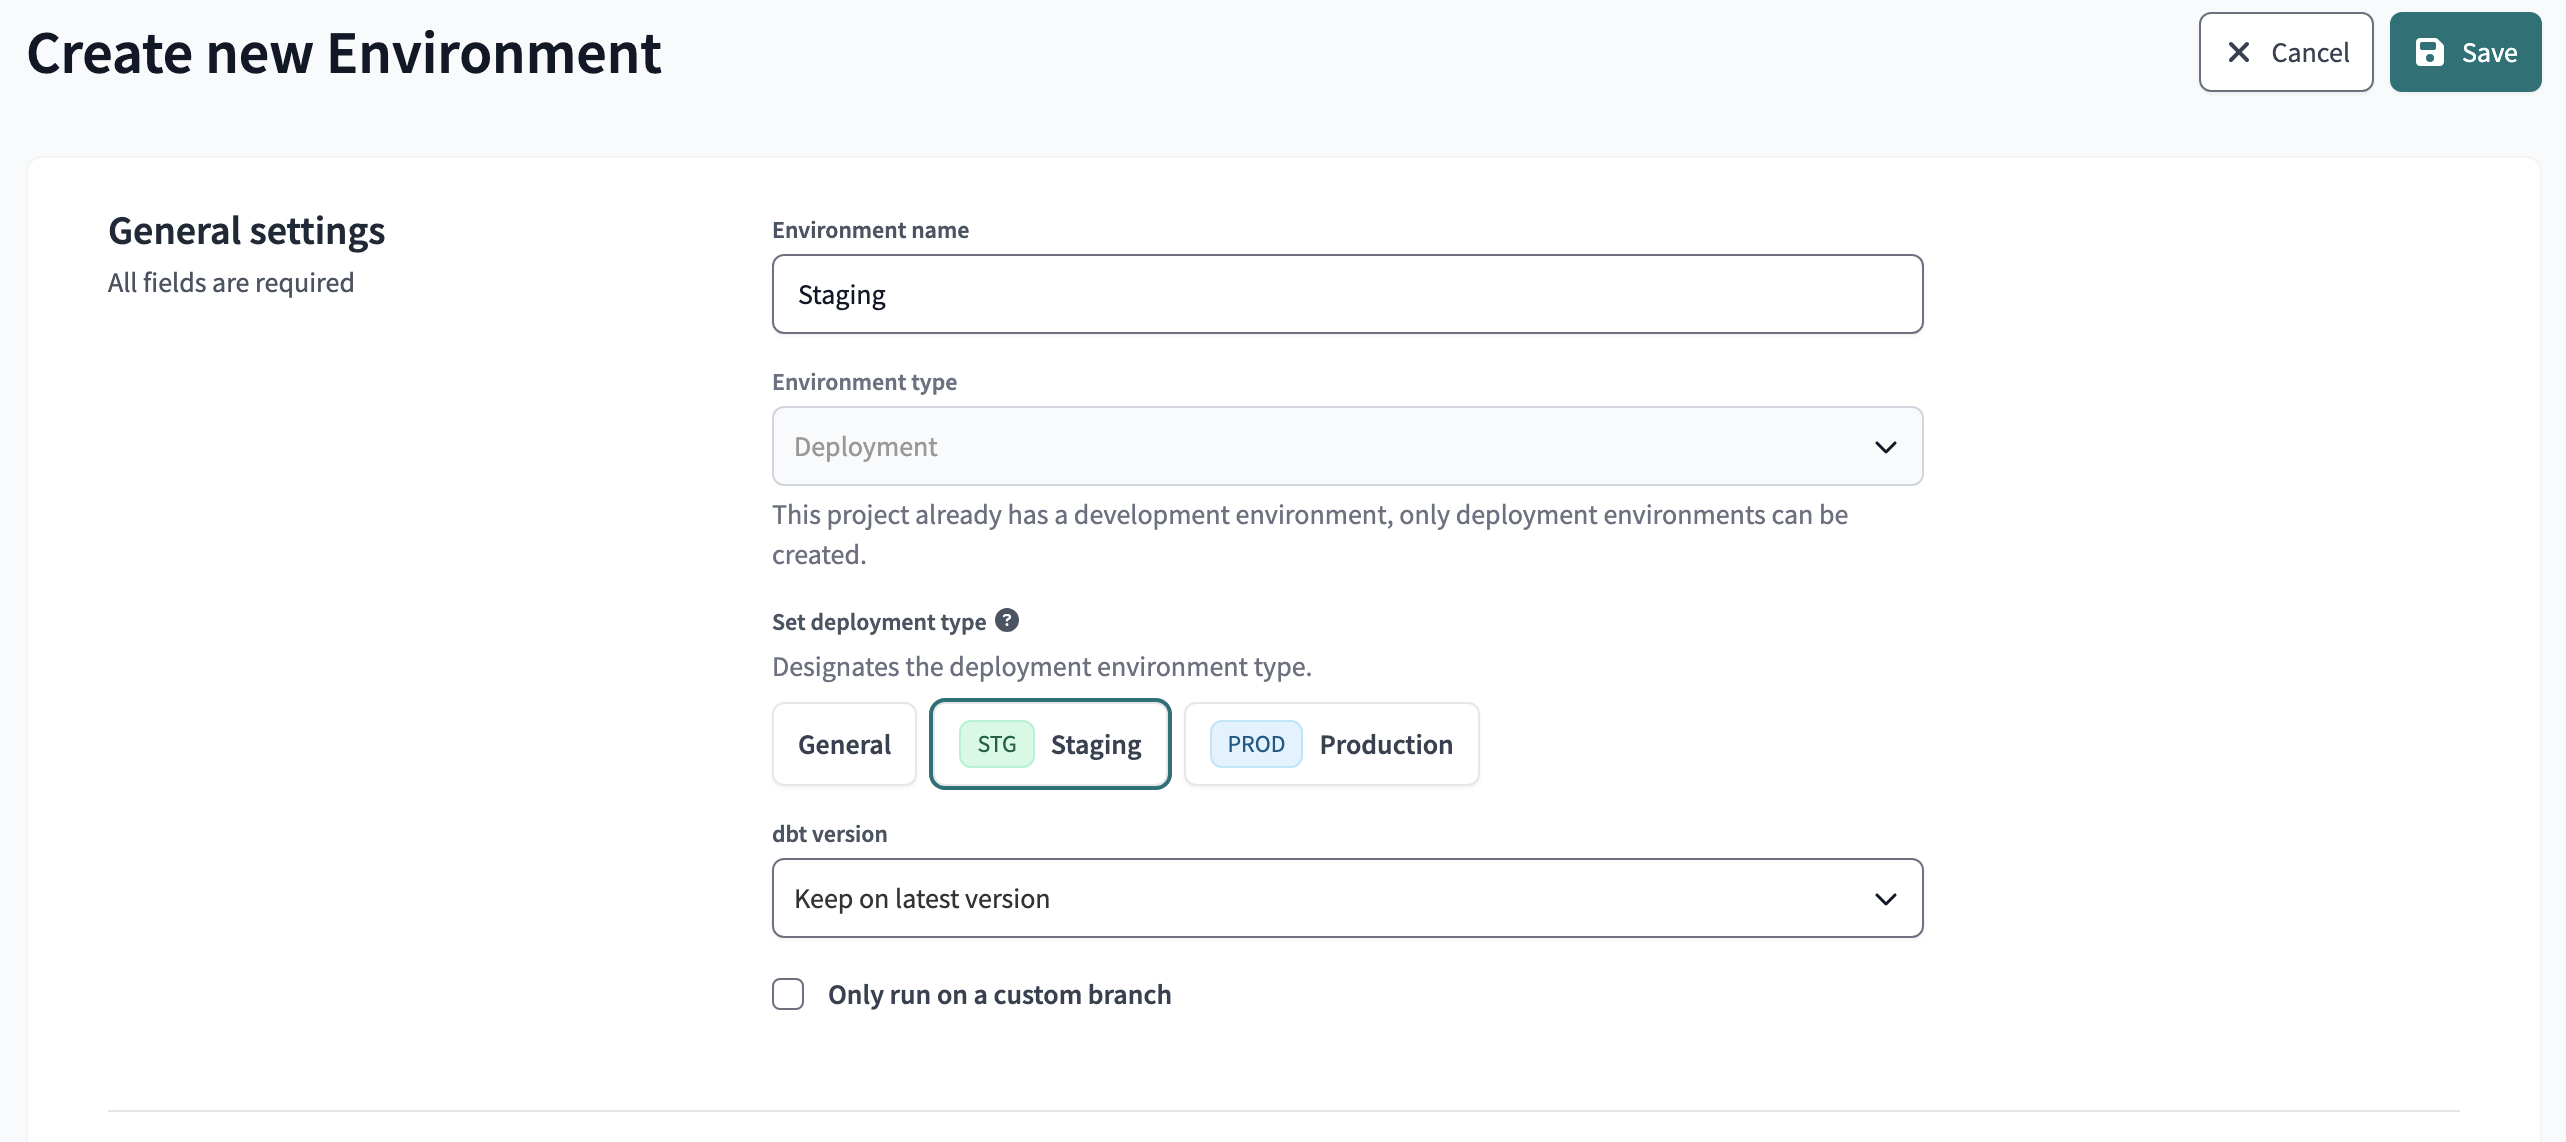 Create new Environment
Cancel
Save
General settings
All fields are required
Environment name
Staging
Environment type
Deployment
This project already has a development environment, only deployment environments can be
created.
Set deployment type ?
Designates the deployment environment type.
General
STG Staging
PROD Production
dbt version
Keep on latest version
Only run on a custom branch